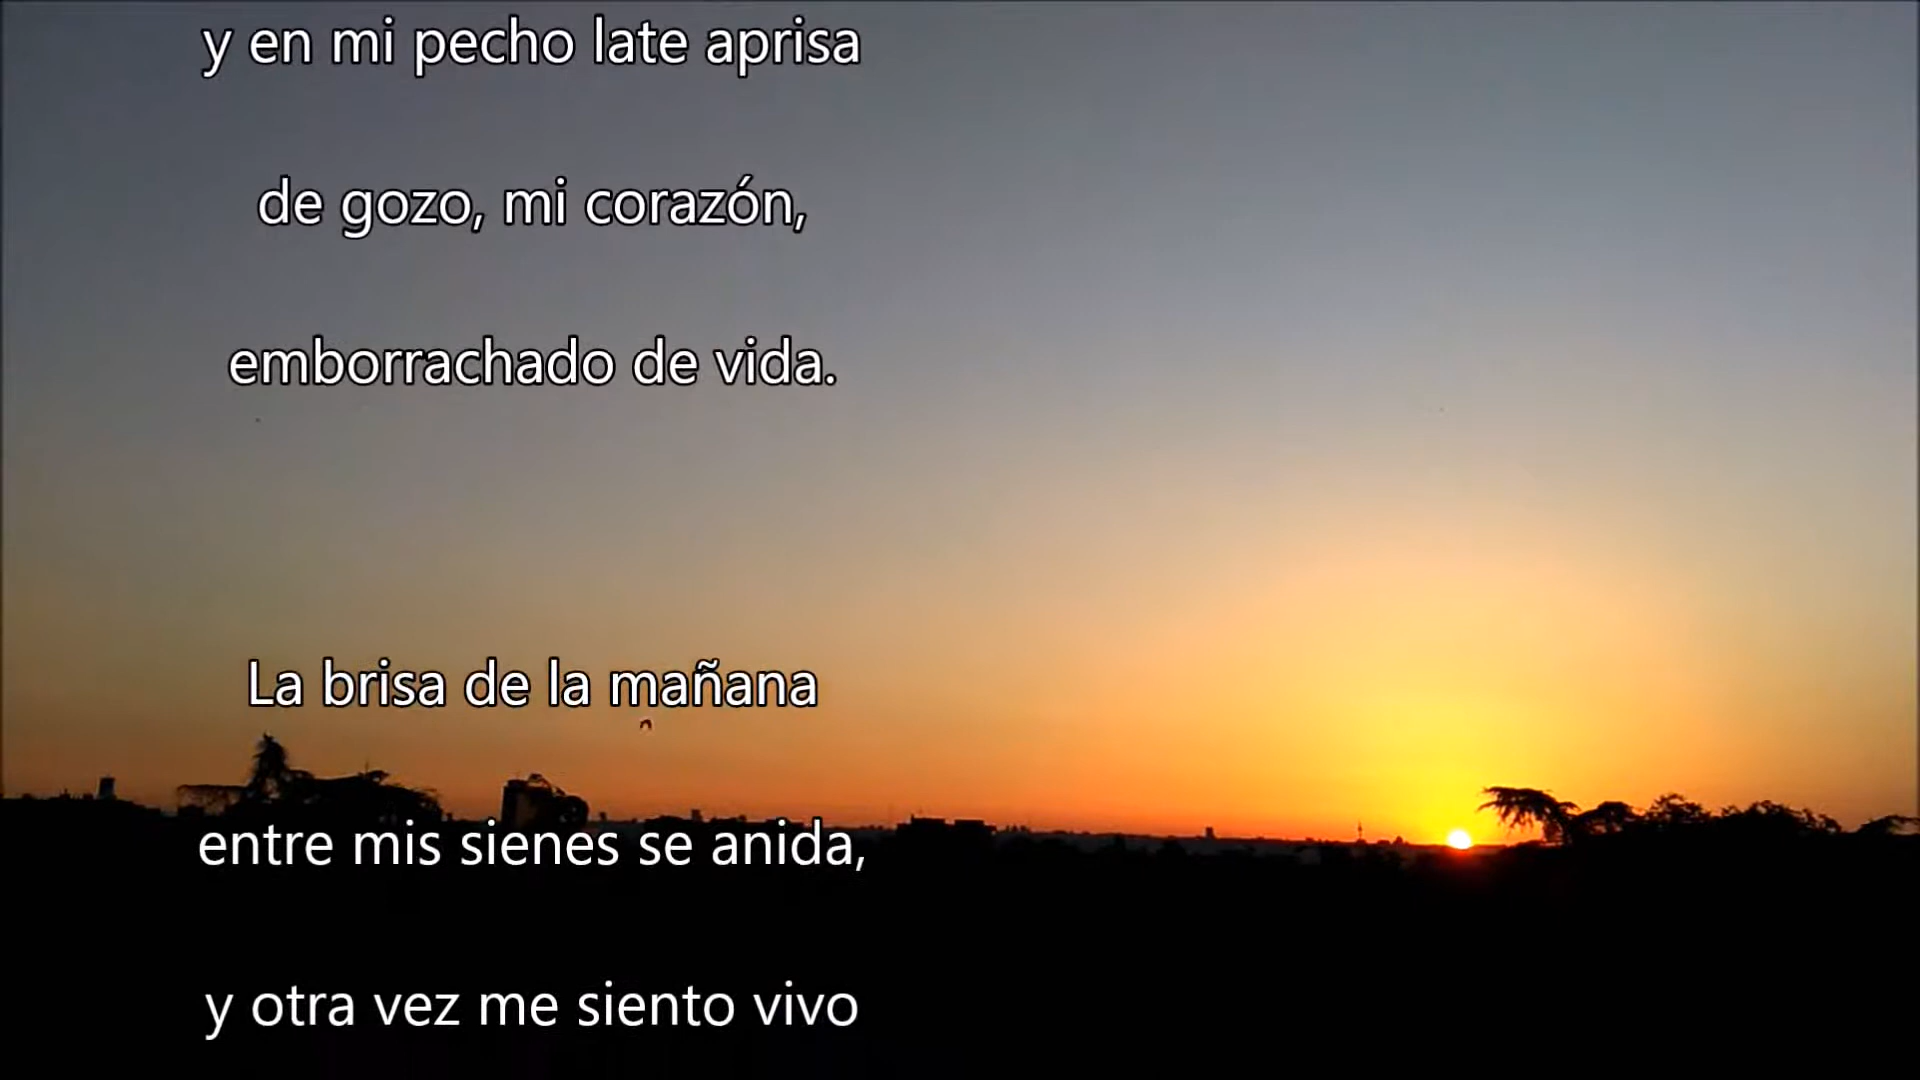 y en mi pecho late aprisa
de gozo, mi corazón,
emborrachado de vida.
La brisa de la mañana
entre mis sienes se anida,
y otra vez me siento vivo